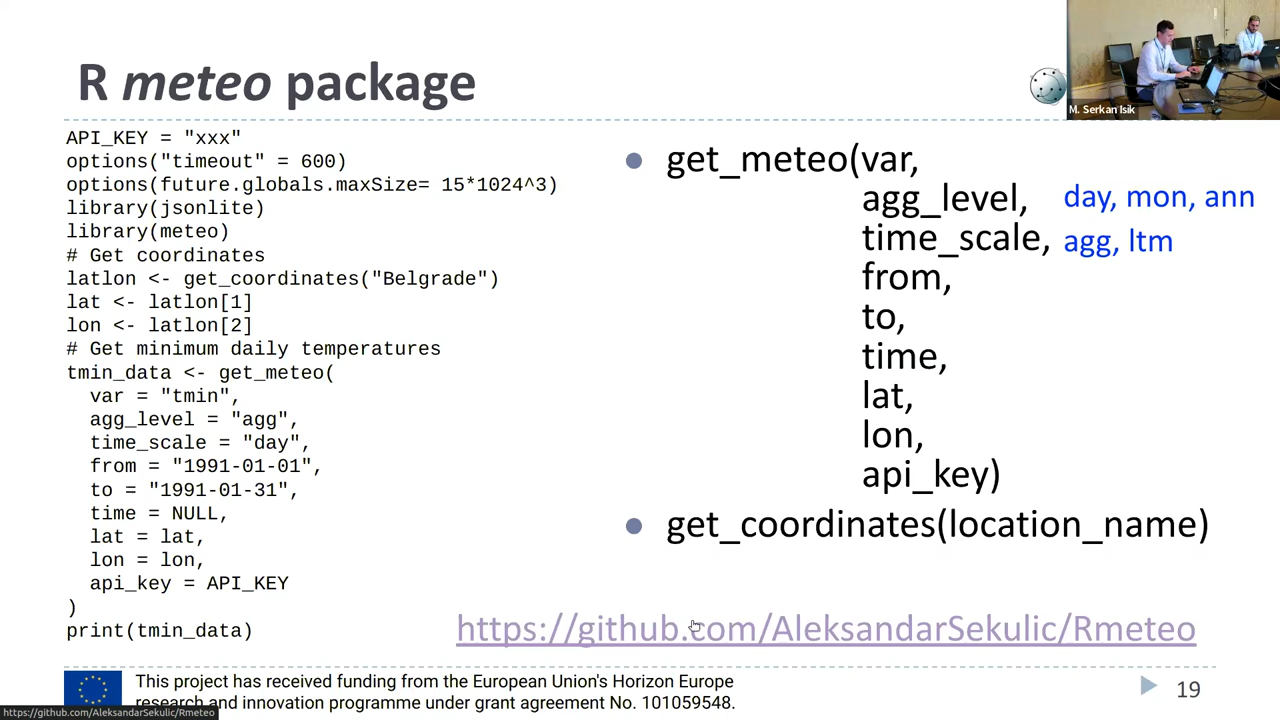 R meteo package
M. Serkan Isik
API_KEY = "xxx"
options("timeout" = 600)
options(future.globals.maxSize= 15*1024^3)
library(jsonlite)
library(meteo)
# Get coordinates
latlon <- get_coordinates("Belgrade")
lat <- latlon[1]
lon <- latlon[2]
# Get minimum daily temperatures
tmin_data <- get_meteo(
  var = "tmin",
  agg_level = "agg",
  time_scale = "day",
  from = "1991-01-01",
  to = "1991-01-31",
  time = NULL,
  lat = lat,
  lon = lon,
  api_key = API_KEY
)
print(tmin_data)
get_meteo(var,
agg_level, day, mon, ann
time_scale, agg, ltm
from,
to,
time,
lat,
lon,
api_key)
get_coordinates(location_name)
https://github.com/AleksandarSekulic/Rmeteo
This project has received funding from the European Union's Horizon Europe
research and innovation programme under grant agreement No. 101059548.
19
https://github.com/AleksandarSekulic/Rmeteo